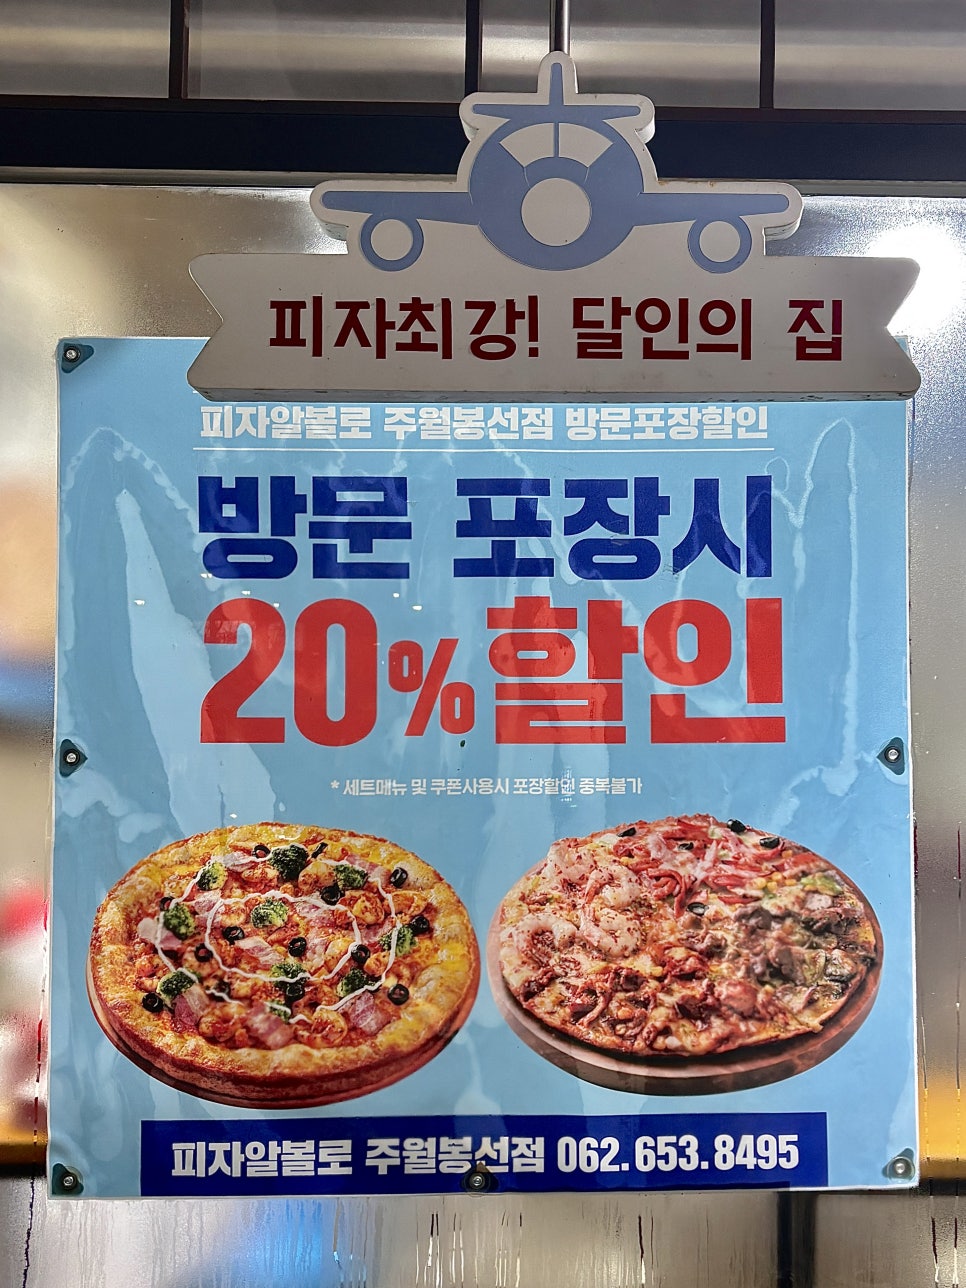 피자최강! 달인의 집
피자알볼로 주월봉선점 방문포장할인
방문 포장시
20% 할인
* 세트메뉴 및 쿠폰사용시 포장할인 중복불가
피자알볼로 주월봉선점 062.653.8495